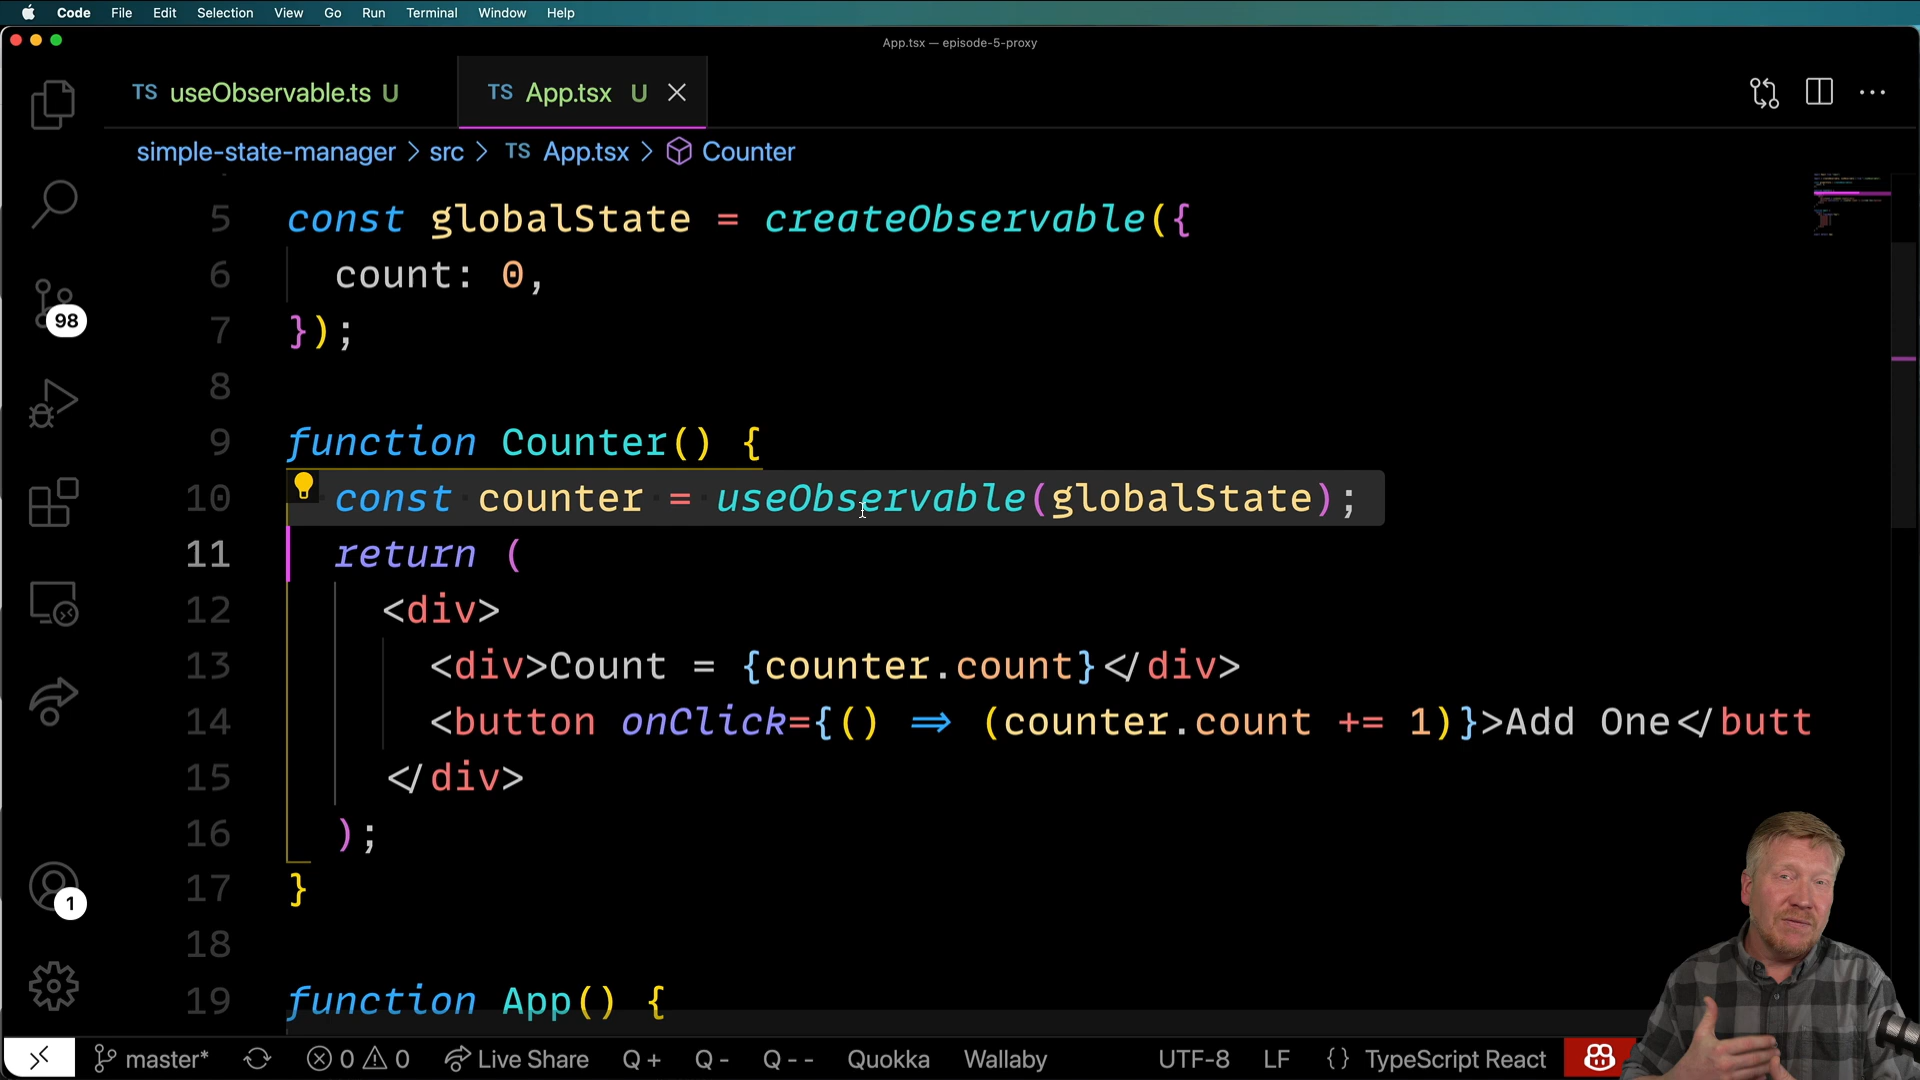 Code File Edit Selection View Go Run Terminal Window Help
App.tsx — episode-5-proxy
TS useObservable.ts U TS App.tsx U
simple-state-manager > src > TS App.tsx > Counter
5 const globalState = createObservable({
6 count: 0,
7 });
8
9 function Counter() {
10 const counter = useObservable(globalState);
11 return (
12 <div>
13 <div>Count = {counter.count}</div>
14 <button onClick={() => (counter.count += 1)}>Add One</butt
15 </div>
16 );
17 }
18
19 function App() {
98
1
master* 0 0 Live Share Q + Q - Q - - Quokka Wallaby UTF-8 LF {} TypeScript React